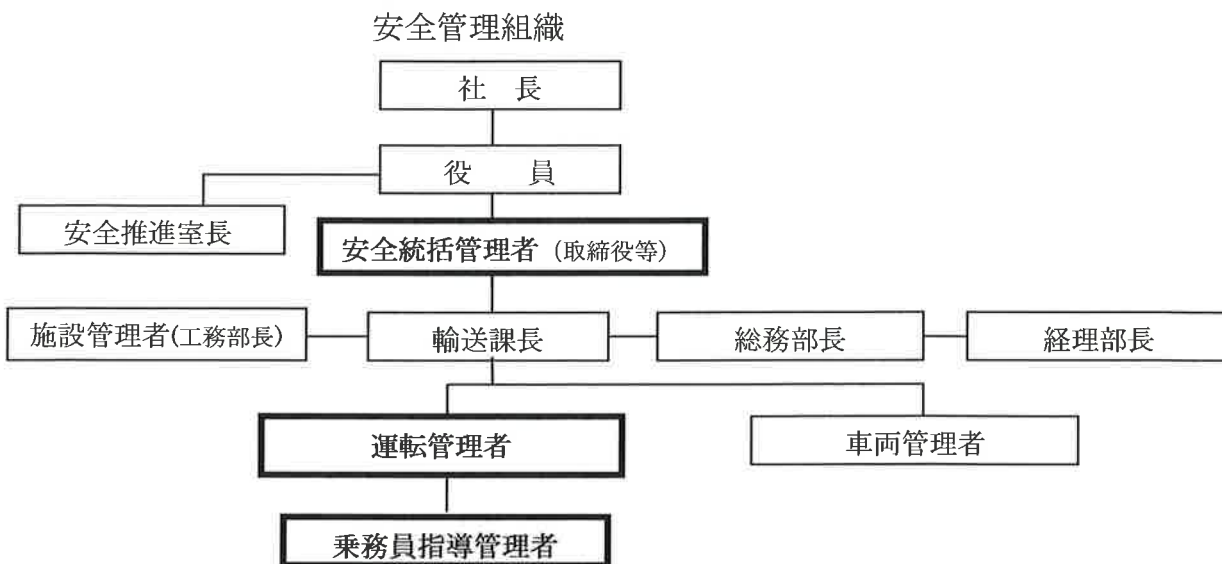 安全管理組織
社 長
役 員
安全推進室長
安全統括管理者 (取締役等)
施設管理者(工務部長)
輸送課長
総務部長
経理部長
運転管理者
車両管理者
乗務員指導管理者